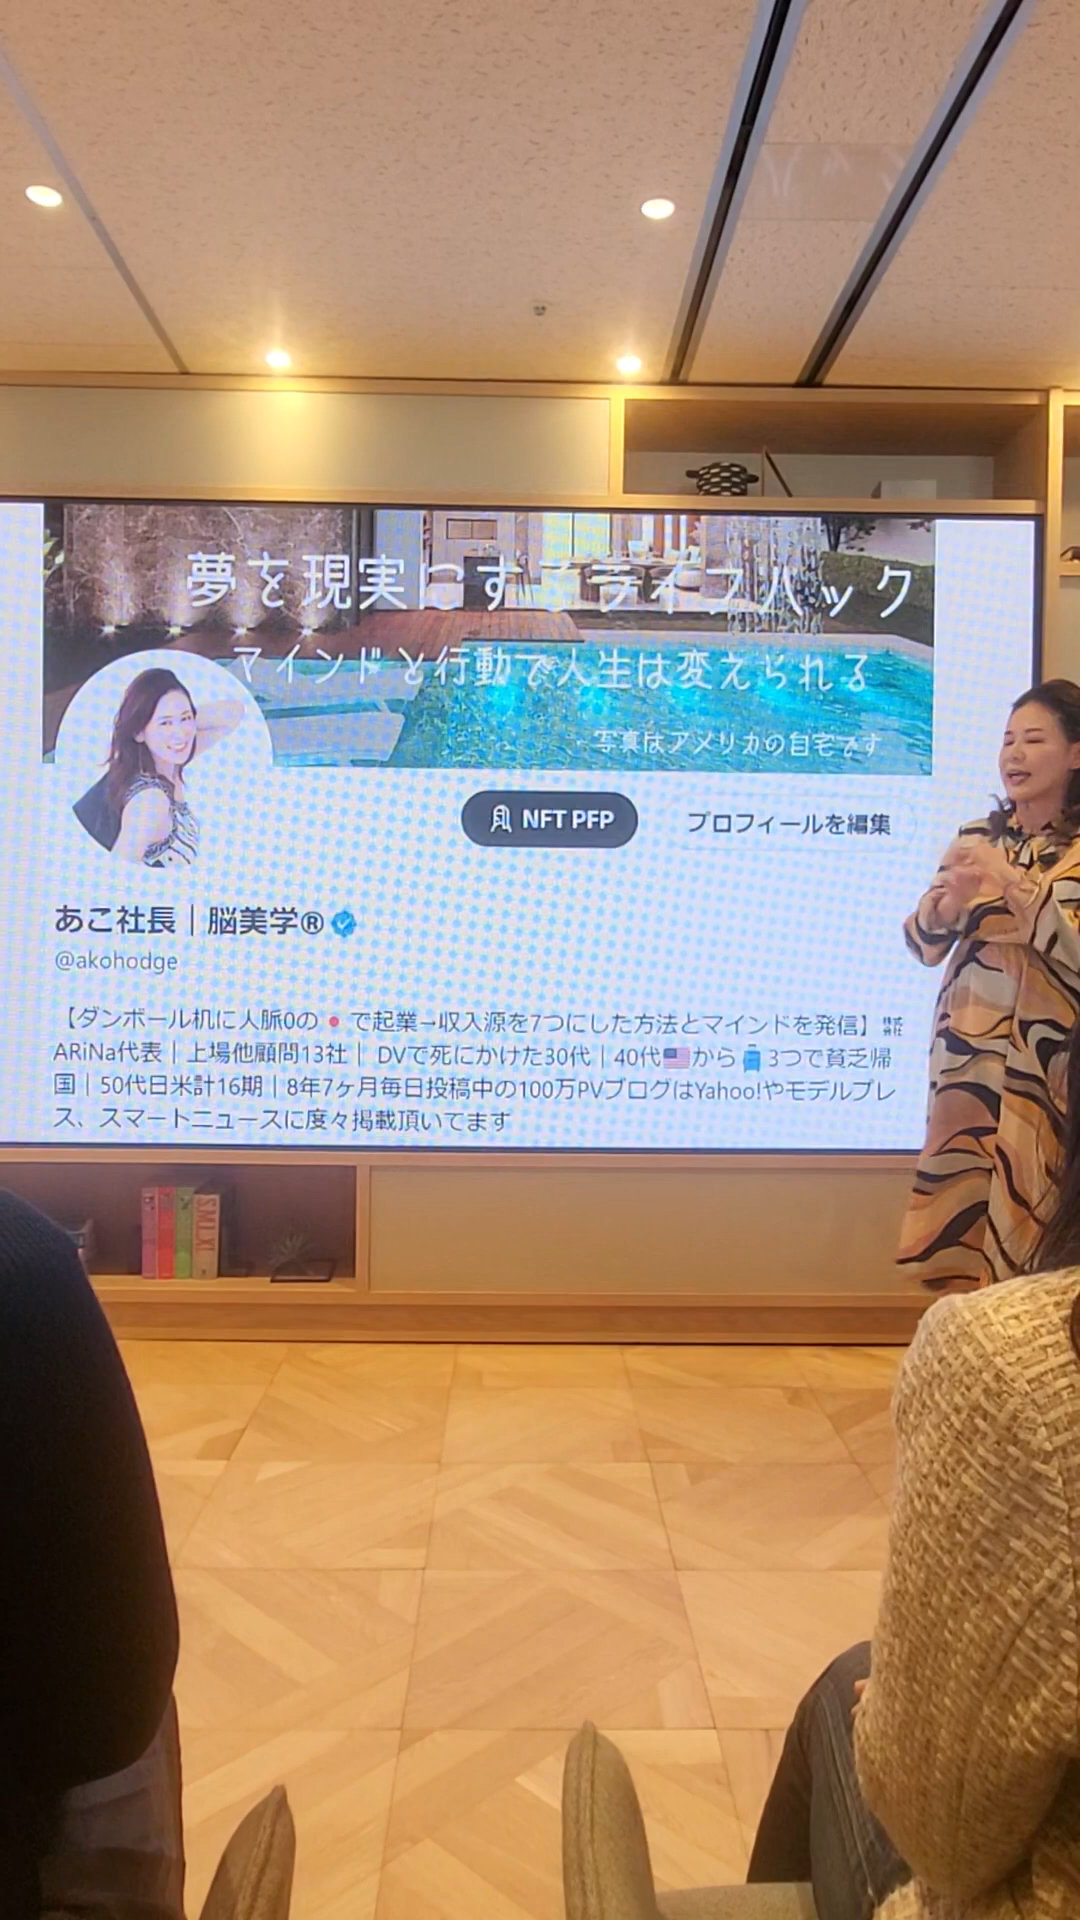 夢を現実にするライフハック
マインドと行動で人生は変えられる
写真はアメリカの自宅です
NFT PFP
プロフィールを編集
あこ社長｜脳美学®
@akohodge
【ダンボール机に人脈0の🇯🇵で起業→収入源を7つにした方法とマインドを発信】㍿
ARiNa代表｜上場他顧問13社｜ DVで死にかけた30代｜40代🇺🇸から🧳3つで貧乏帰
国｜50代日米計16期｜8年7ヶ月毎日投稿中の100万PVブログはYahoo!やモデルプレ
ス、スマートニュースに度々掲載頂いてます
S,M,L,XL